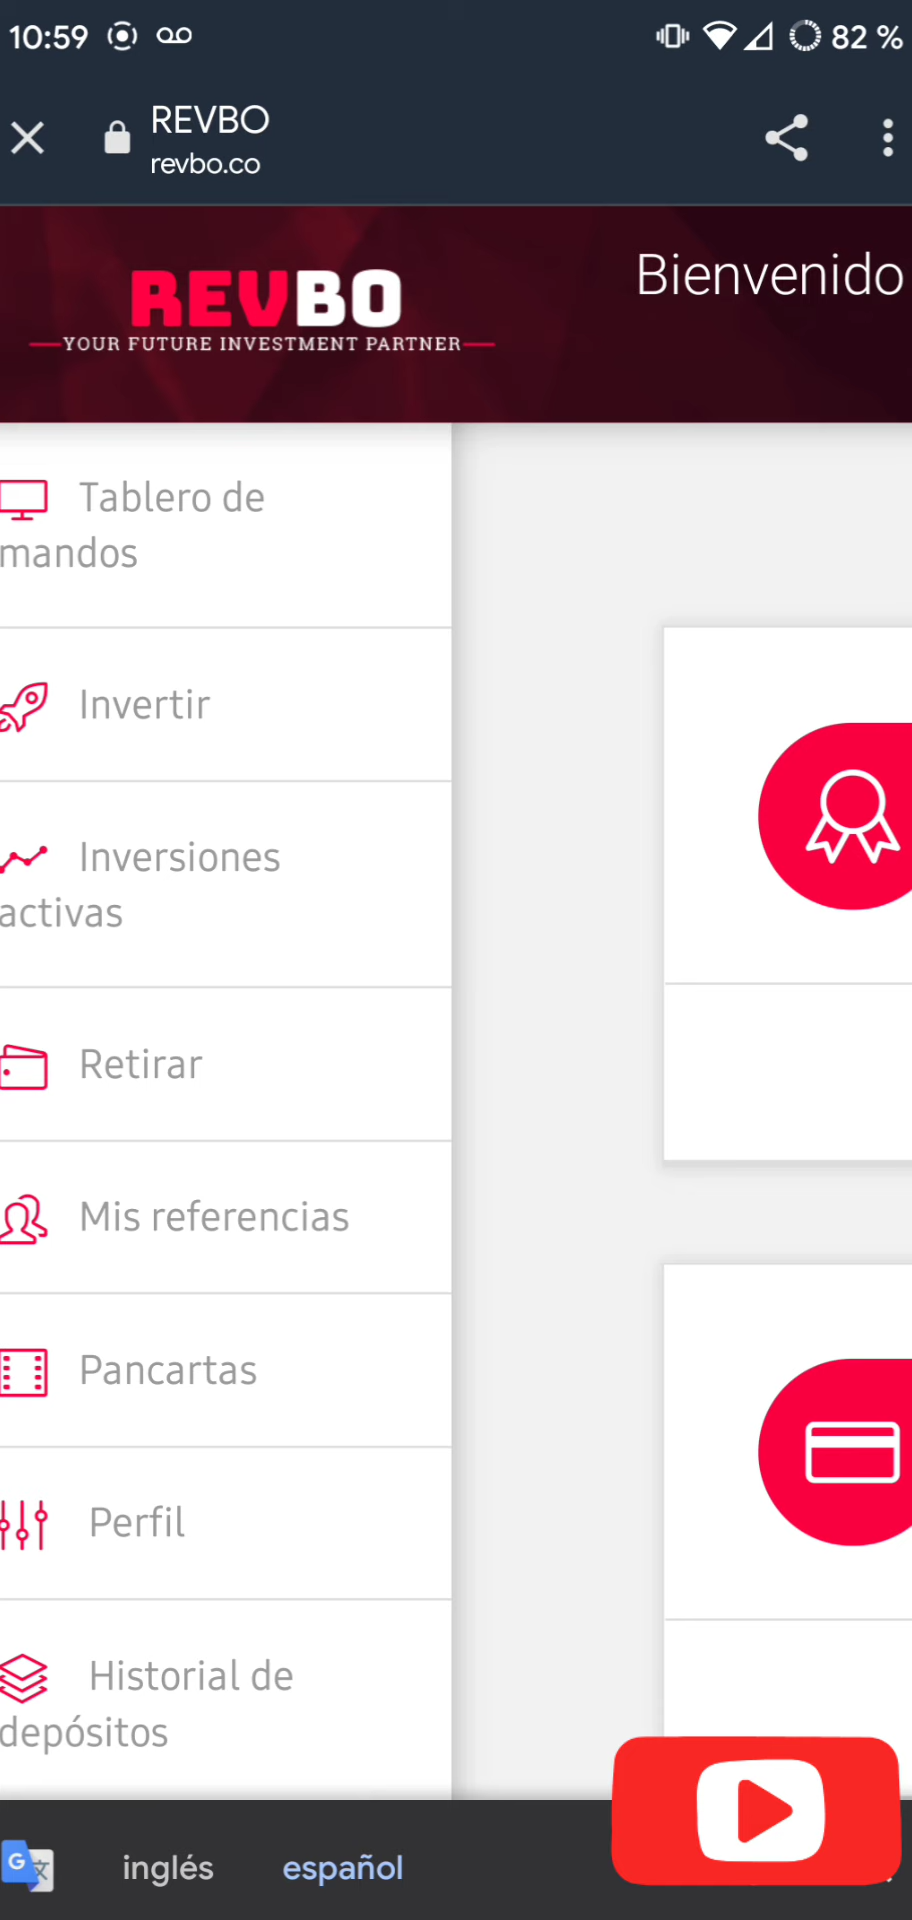 10:59
82 %
REVBO
revbo.co
REVBO
YOUR FUTURE INVESTMENT PARTNER
Bienvenido
Tablero de
mandos
Invertir
Inversiones
activas
Retirar
Mis referencias
Pancartas
Perfil
Historial de
depósitos
G 文
inglés
español